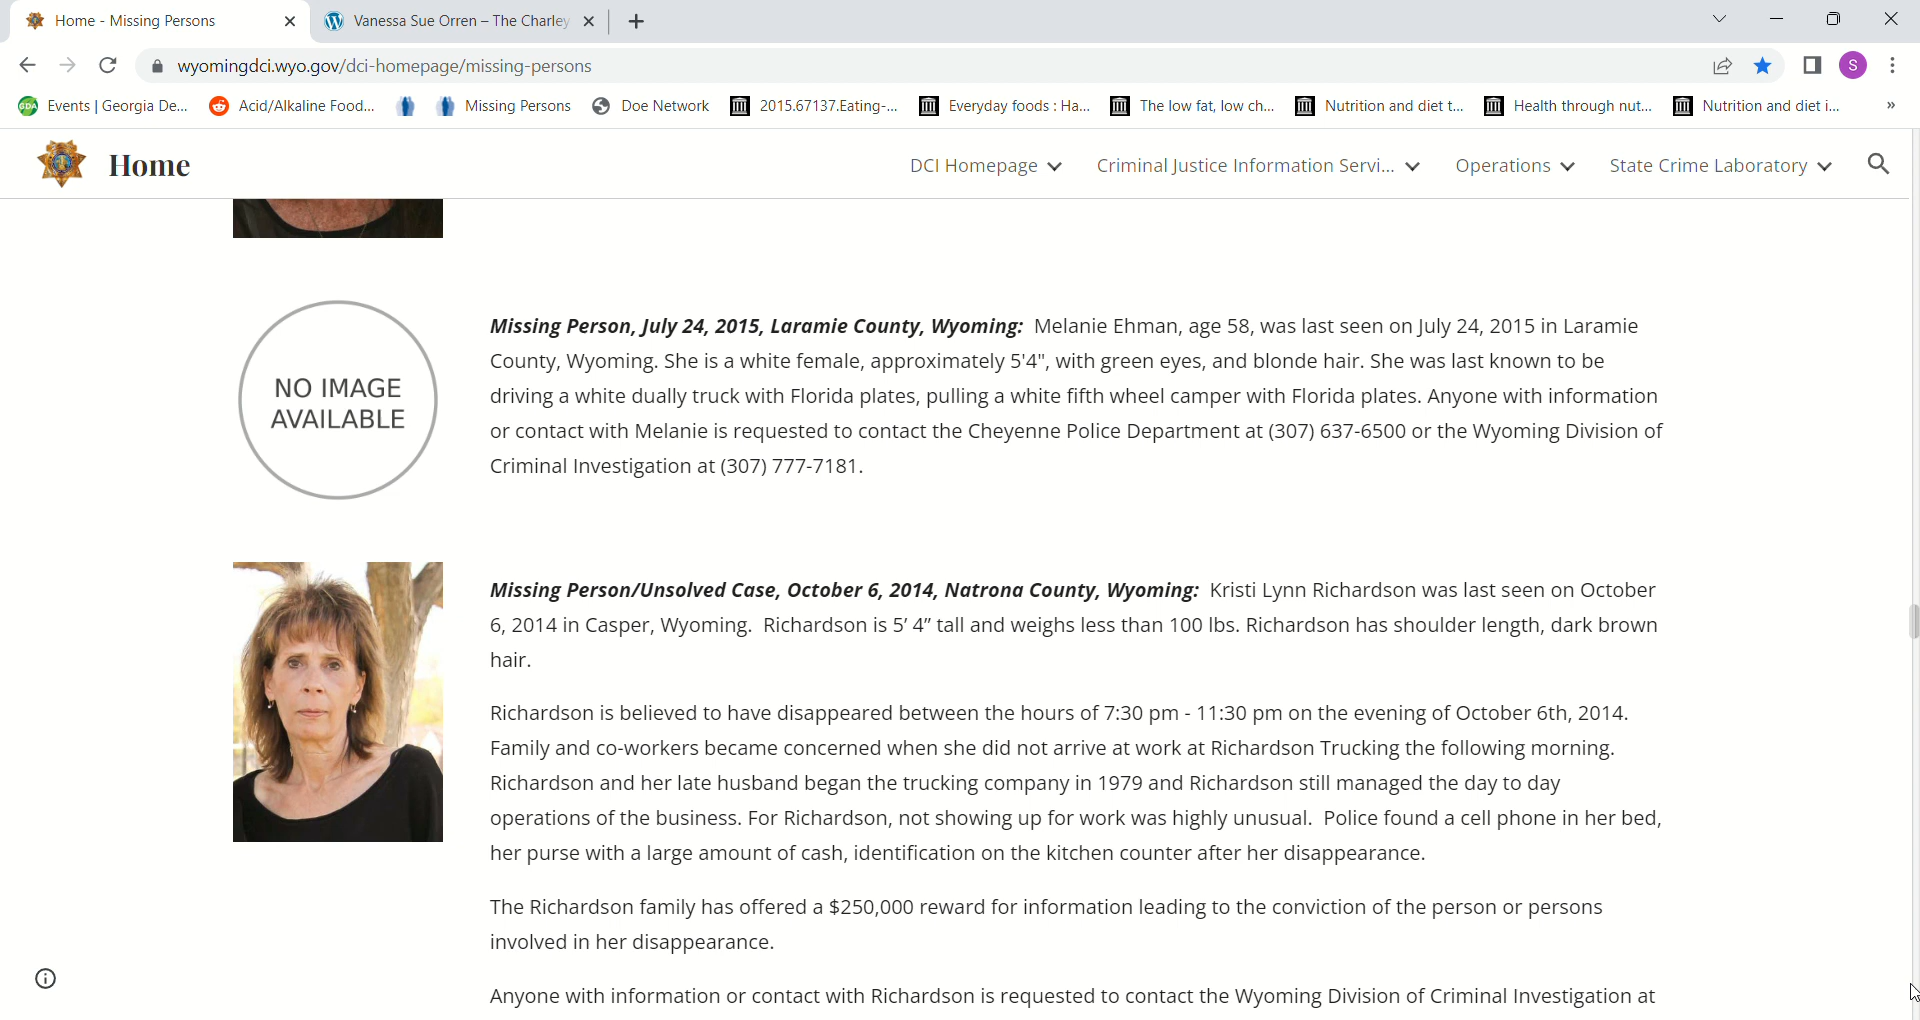 Home - Missing Persons
Vanessa Sue Orren – The Charley
wyomingdci.wyo.gov/dci-homepage/missing-persons
S
GDA Events | Georgia De...
Acid/Alkaline Food...
Missing Persons
Doe Network
2015.67137.Eating-...
Everyday foods : Ha...
The low fat, low ch...
Nutrition and diet t...
Health through nut...
Nutrition and diet i...
»
Home
DCI Homepage
Criminal Justice Information Servi...
Operations
State Crime Laboratory
NO IMAGE
AVAILABLE
Missing Person, July 24, 2015, Laramie County, Wyoming: Melanie Ehman, age 58, was last seen on July 24, 2015 in Laramie
County, Wyoming. She is a white female, approximately 5'4", with green eyes, and blonde hair. She was last known to be
driving a white dually truck with Florida plates, pulling a white fifth wheel camper with Florida plates. Anyone with information
or contact with Melanie is requested to contact the Cheyenne Police Department at (307) 637-6500 or the Wyoming Division of
Criminal Investigation at (307) 777-7181.
Missing Person/Unsolved Case, October 6, 2014, Natrona County, Wyoming: Kristi Lynn Richardson was last seen on October
6, 2014 in Casper, Wyoming. Richardson is 5’ 4” tall and weighs less than 100 lbs. Richardson has shoulder length, dark brown
hair.
Richardson is believed to have disappeared between the hours of 7:30 pm - 11:30 pm on the evening of October 6th, 2014.
Family and co-workers became concerned when she did not arrive at work at Richardson Trucking the following morning.
Richardson and her late husband began the trucking company in 1979 and Richardson still managed the day to day
operations of the business. For Richardson, not showing up for work was highly unusual. Police found a cell phone in her bed,
her purse with a large amount of cash, identification on the kitchen counter after her disappearance.
The Richardson family has offered a $250,000 reward for information leading to the conviction of the person or persons
involved in her disappearance.
Anyone with information or contact with Richardson is requested to contact the Wyoming Division of Criminal Investigation at